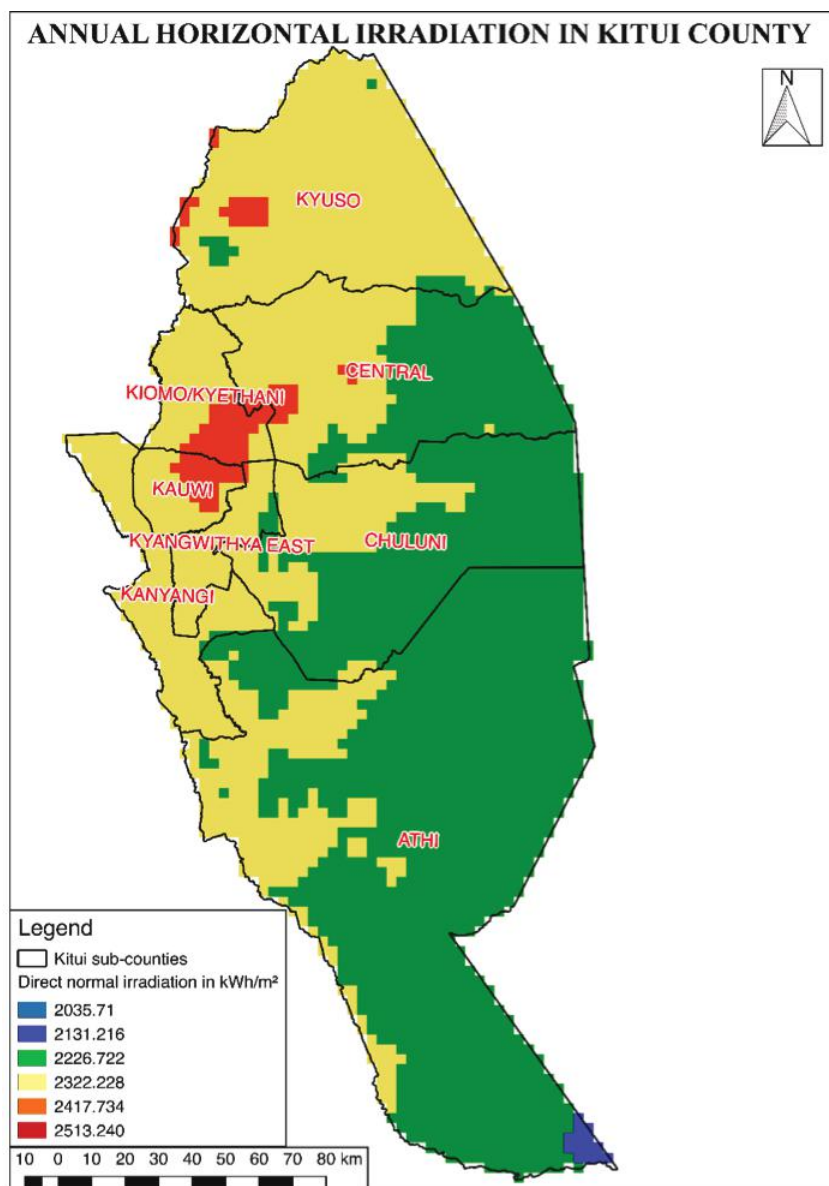 ANNUAL HORIZONTAL IRRADIATION IN KITUI COUNTY
N
KYUSO
CENTRAL
KIOMO/KYETHANI
KAUWI
KYANGWITHYA EAST
CHULUNI
KANYANGI
ATHI
Legend
Kitui sub-counties
Direct normal irradiation in kWh/m²
2035.71
2131.216
2226.722
2322.228
2417.734
2513.240
10 0 10 20 30 40 50 60 70 80 km